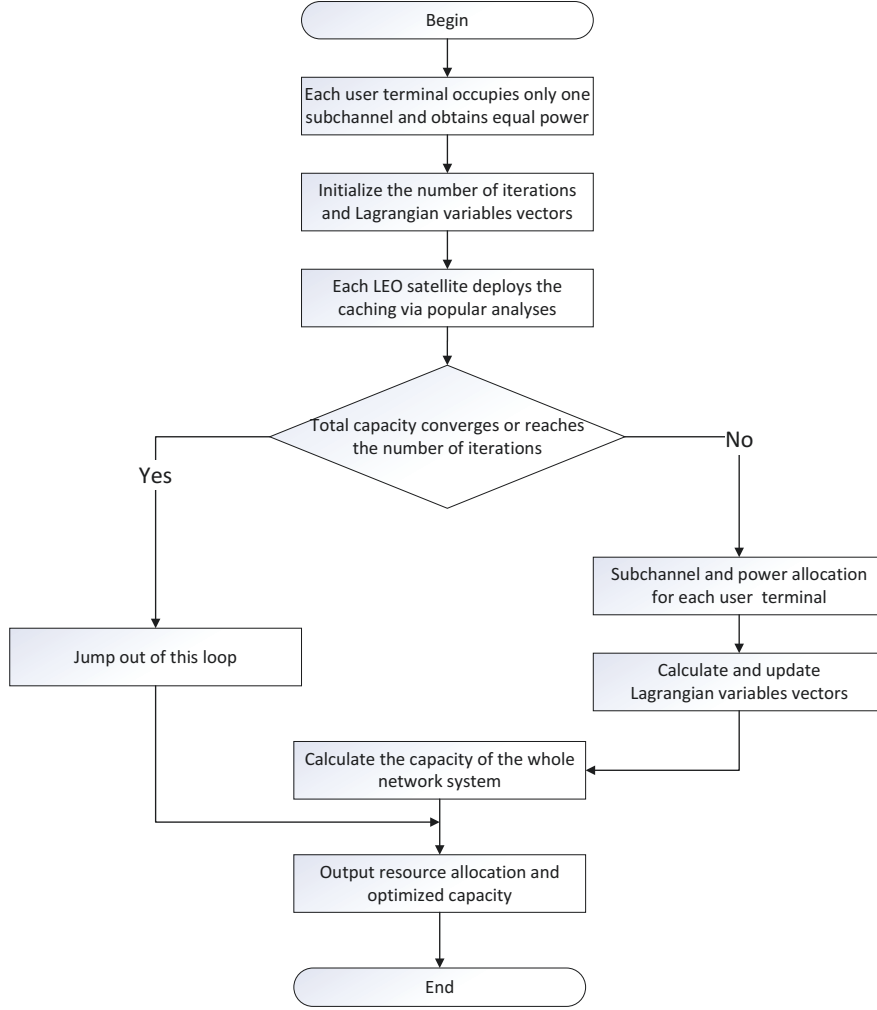 Begin
Each user terminal occupies only one
subchannel and obtains equal power
Initialize the number of iterations
and Lagrangian variables vectors
Each LEO satellite deploys the
caching via popular analyses
Total capacity converges or reaches
the number of iterations
Yes
No
Subchannel and power allocation
for each user terminal
Jump out of this loop
Calculate and update
Lagrangian variables vectors
Calculate the capacity of the whole
network system
Output resource allocation and
optimized capacity
End